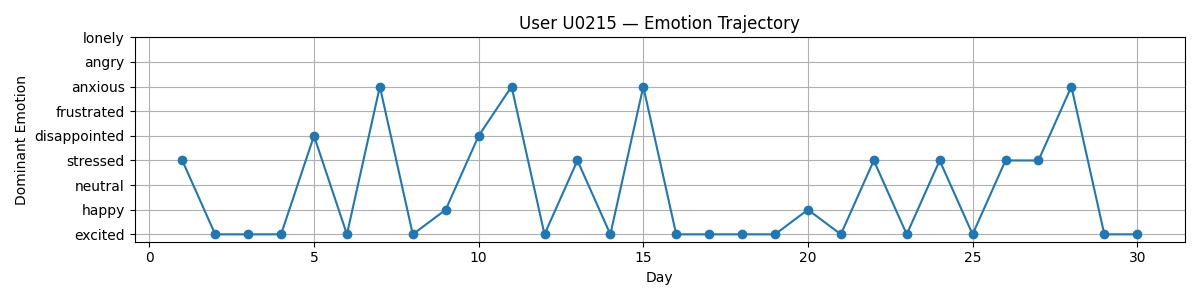 User U0215 — Emotion Trajectory
Dominant Emotion
lonely
angry
anxious
frustrated
disappointed
stressed
neutral
happy
excited
0 5 10 15 20 25 30
Day